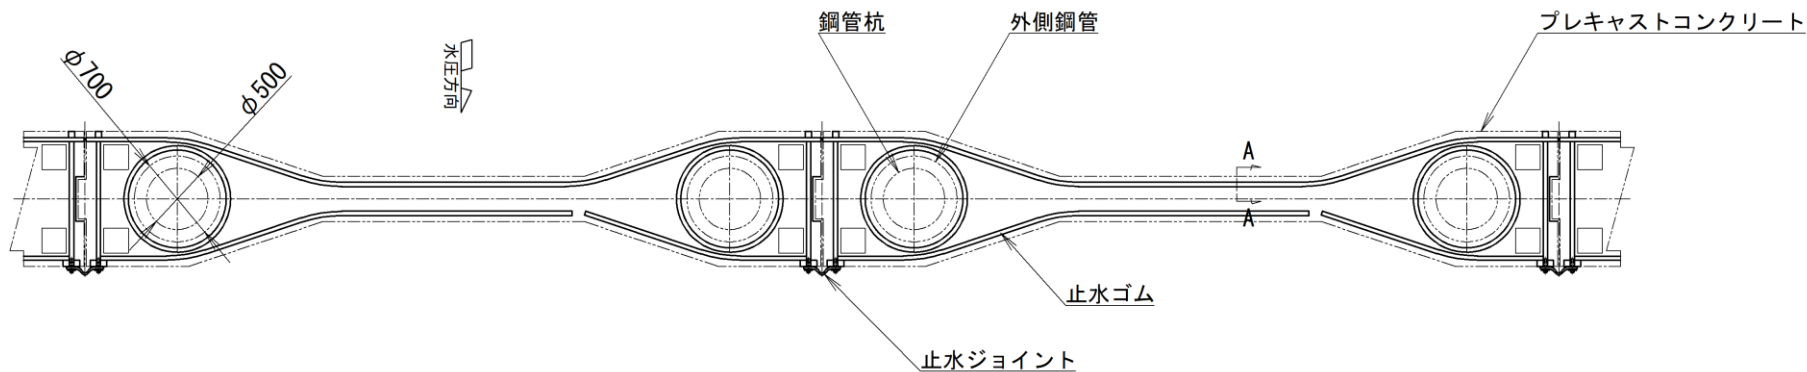 鋼管杭
外側鋼管
プレキャストコンクリート
φ700
φ500
水圧方向
A
A
止水ゴム
止水ジョイント